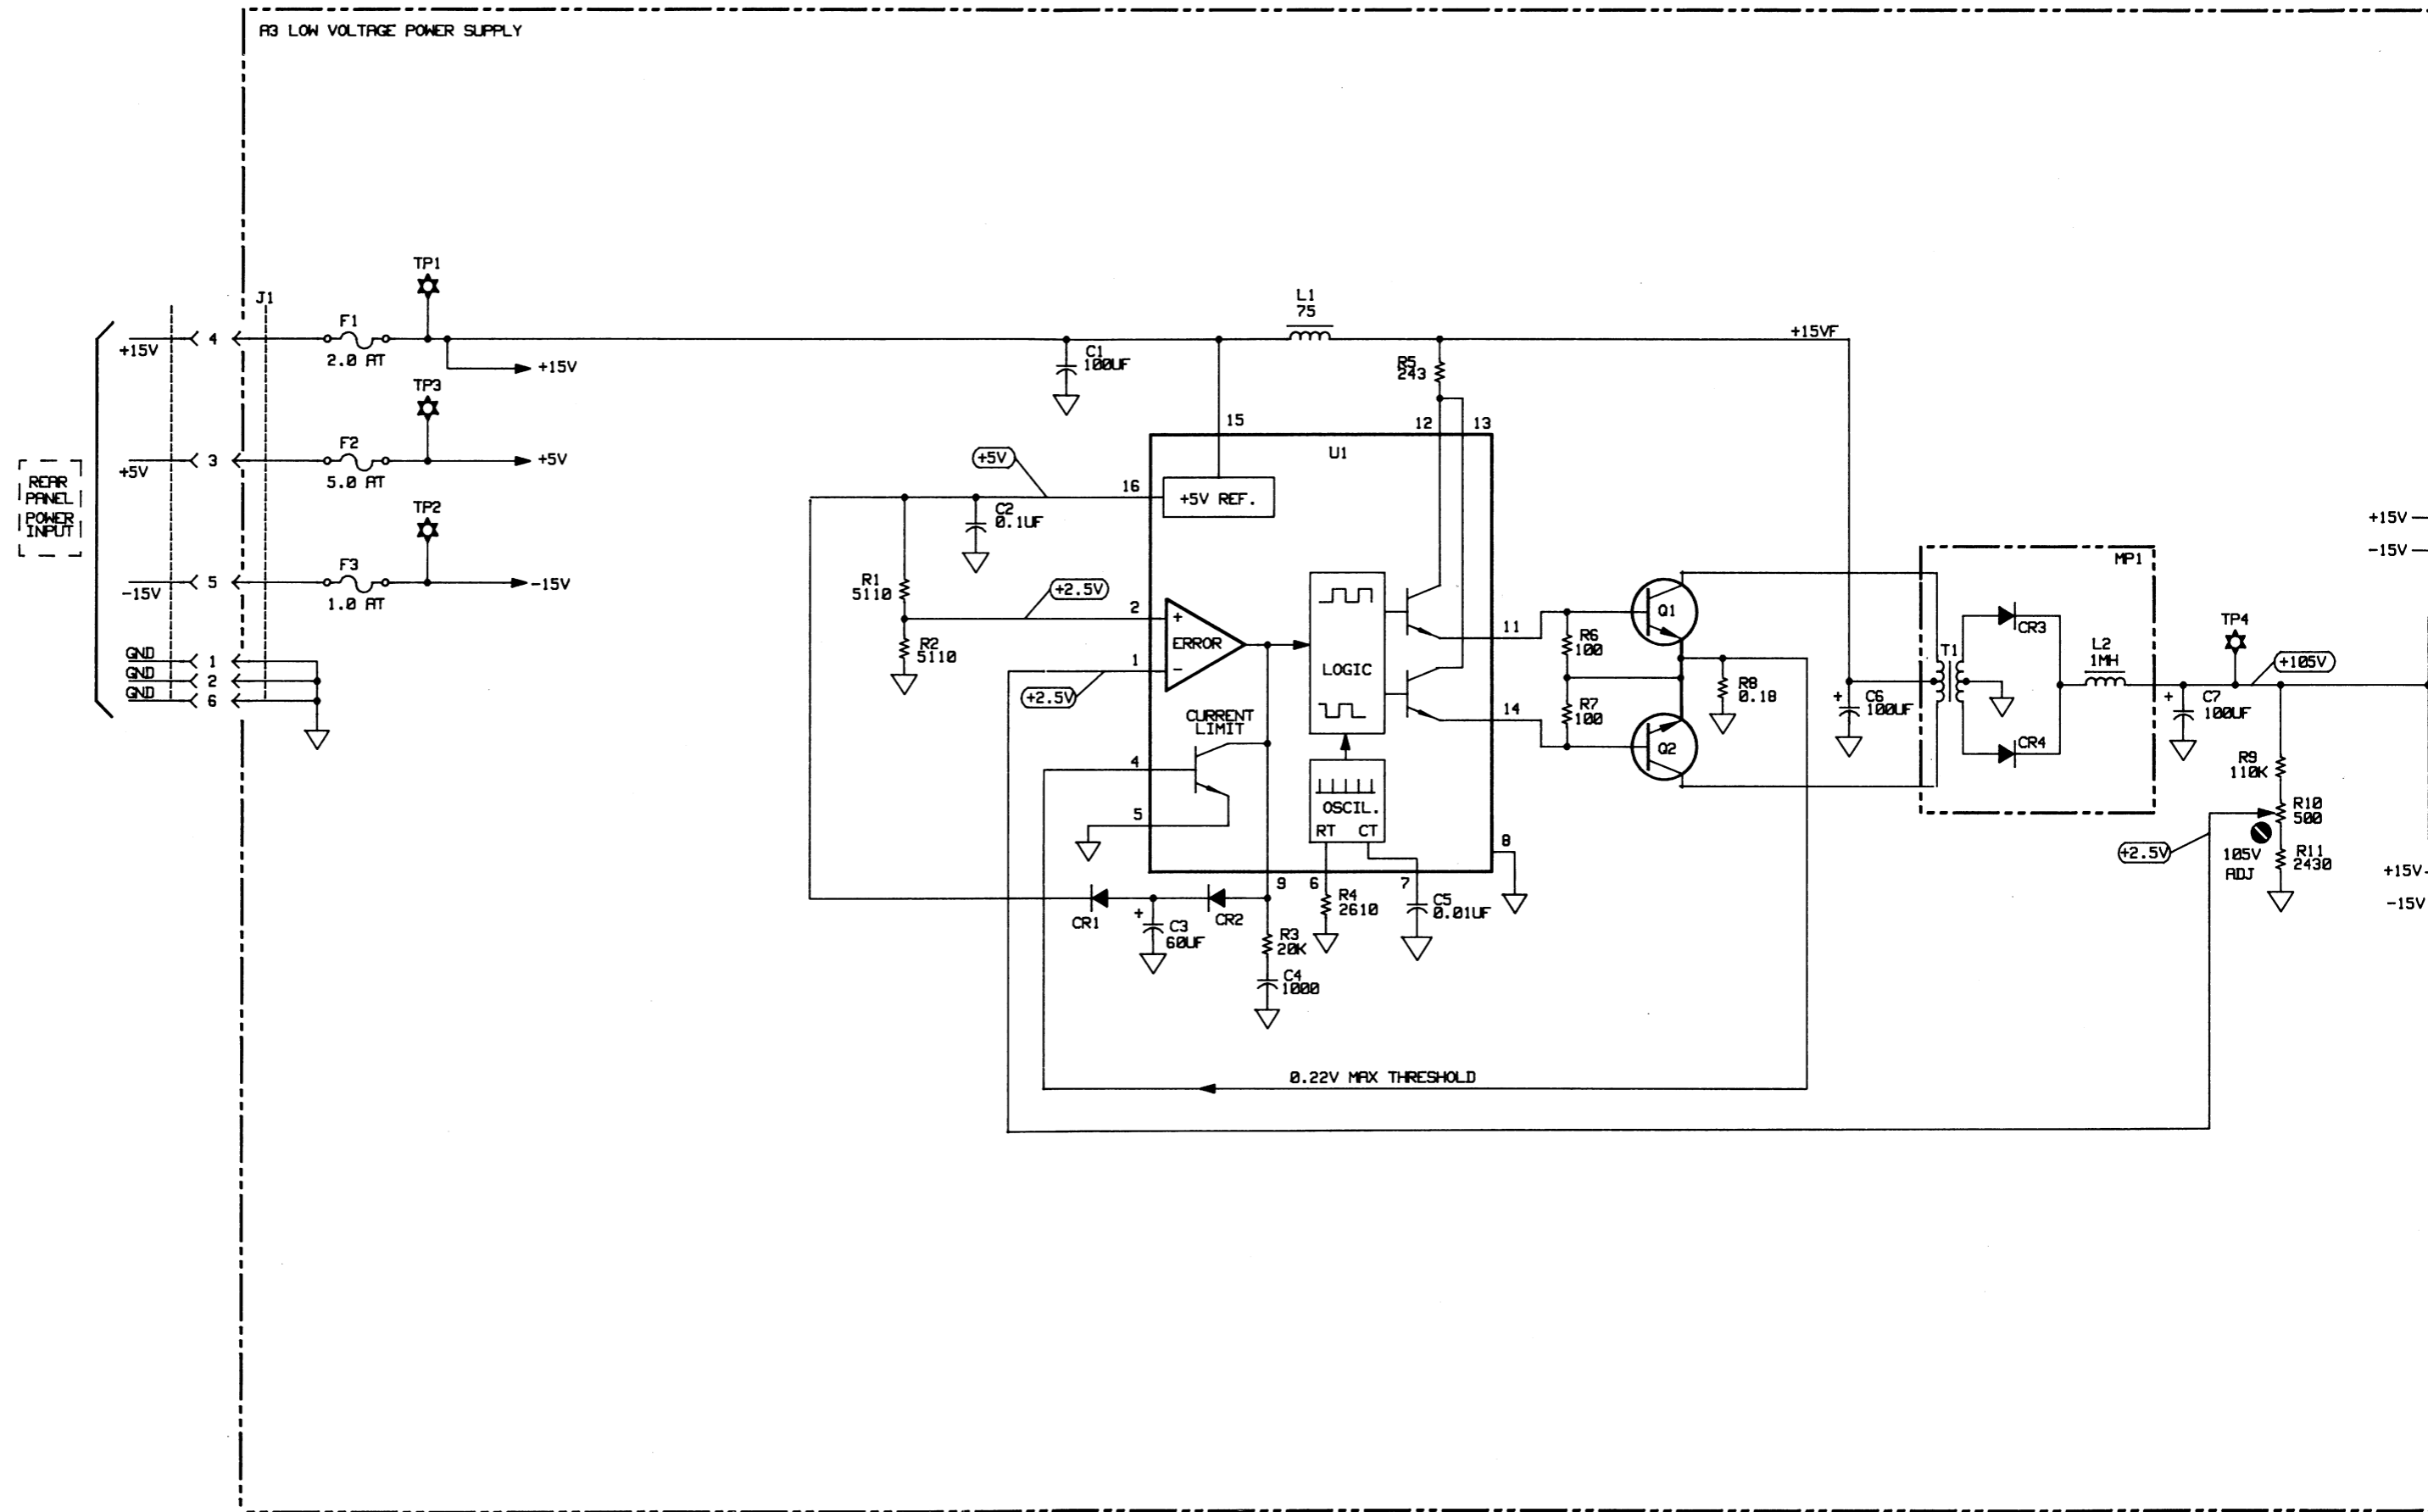 A3 LOW VOLTAGE POWER SUPPLY
REAR
PANEL
POWER
INPUT
J1
+15V
4
F1
2.0 AT
TP1
+15V
+5V
3
F2
5.0 AT
TP3
+5V
-15V
5
F3
1.0 AT
TP2
-15V
GND
1
GND
2
GND
6
C1
100UF
L1
75
+15VF
R5
243
15
12
13
U1
+5V
16
+5V REF.
C2
0.1UF
R1
5110
+2.5V
2
+
ERROR
R2
5110
1
-
+2.5V
LOGIC
11
14
CURRENT
LIMIT
4
5
OSCIL.
RT
CT
8
9
6
7
CR1
+
C3
60UF
CR2
R3
20K
C4
1000
R4
2610
C5
0.01UF
0.22V MAX THRESHOLD
R6
100
R7
100
Q1
Q2
R8
0.18
+
C6
100UF
MP1
T1
CR3
CR4
L2
1MH
+
C7
100UF
TP4
+105V
R9
110K
R10
500
105V
ADJ
R11
2430
+2.5V
+15V
-15V
+15V
-15V